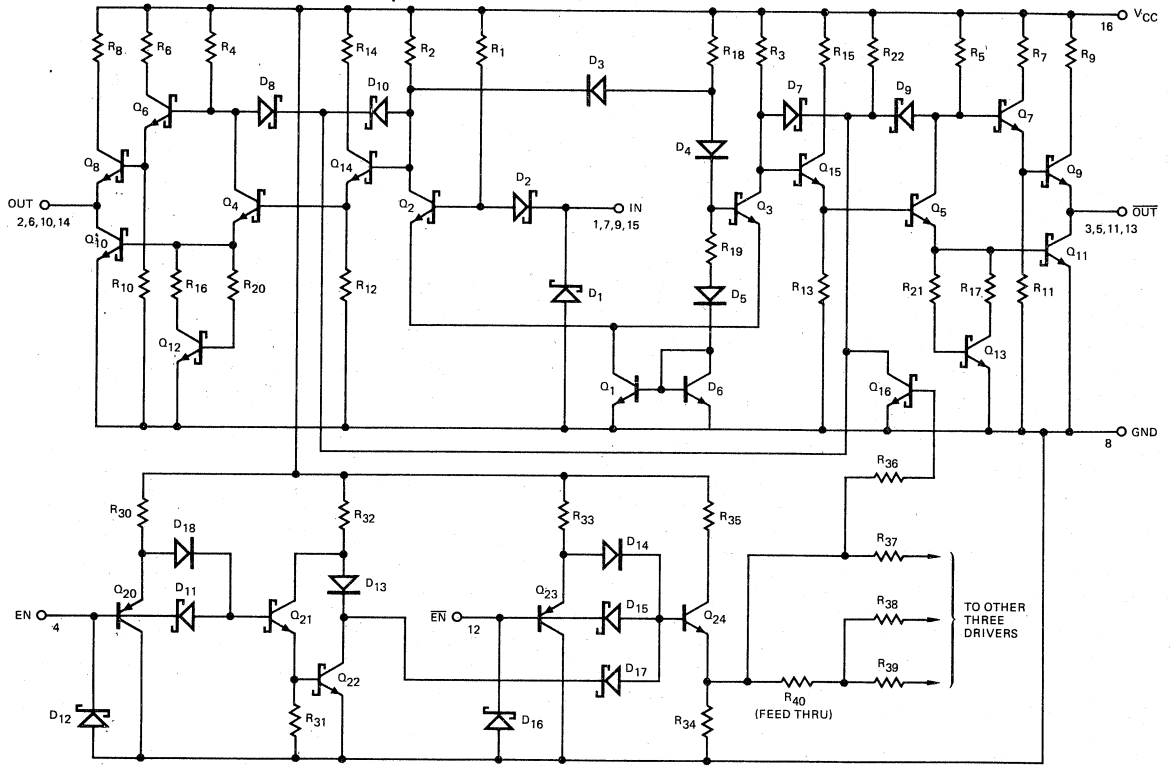 VCC
16
R8
R6
R4
R14
R2
R1
D3
R18
R3
R15
R22
R5
R7
R9
Q6
D8
D10
D7
D9
Q7
Q8
Q14
D4
Q15
Q9
OUT
2,6,10,14
Q4
Q2
D2
IN
1,7,9,15
Q3
Q5
OUT
3,5,11,13
Q10
R19
Q11
R10
R16
R20
R12
D1
D5
R13
R21
R17
R11
Q12
Q1
D6
Q16
Q13
GND
8
R36
R30
D18
R32
R33
D14
R35
R37
Q20
D11
D13
Q23
D15
EN
4
Q21
EN
12
Q24
R38
TO OTHER
THREE
DRIVERS
D17
Q22
R39
D12
R31
D16
R34
R40
(FEED THRU)